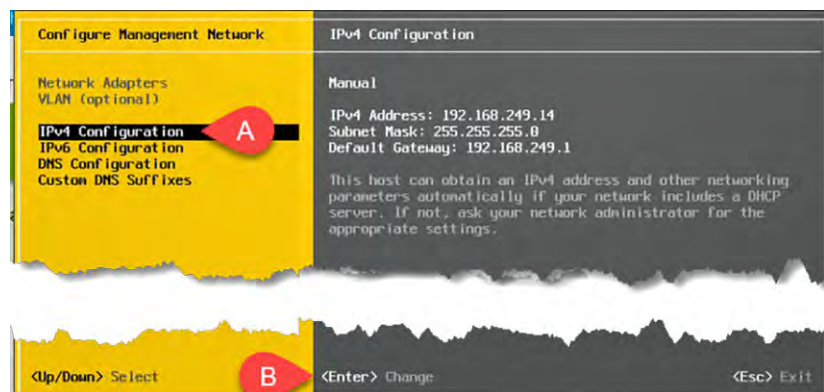 Configure Management Network
IPv4 Configuration
Network Adapters
VLAN (optional)
IPv4 Configuration
A
IPv6 Configuration
DNS Configuration
Custom DNS Suffixes
Manual
IPv4 Address: 192.168.249.14
Subnet Mask: 255.255.255.0
Default Gateway: 192.168.249.1
This host can obtain an IPv4 address and other networking
parameters automatically if your network includes a DHCP
server. If not, ask your network administrator for the
appropriate settings.
<Up/Down> Select
B
<Enter> Change
<Esc> Exit